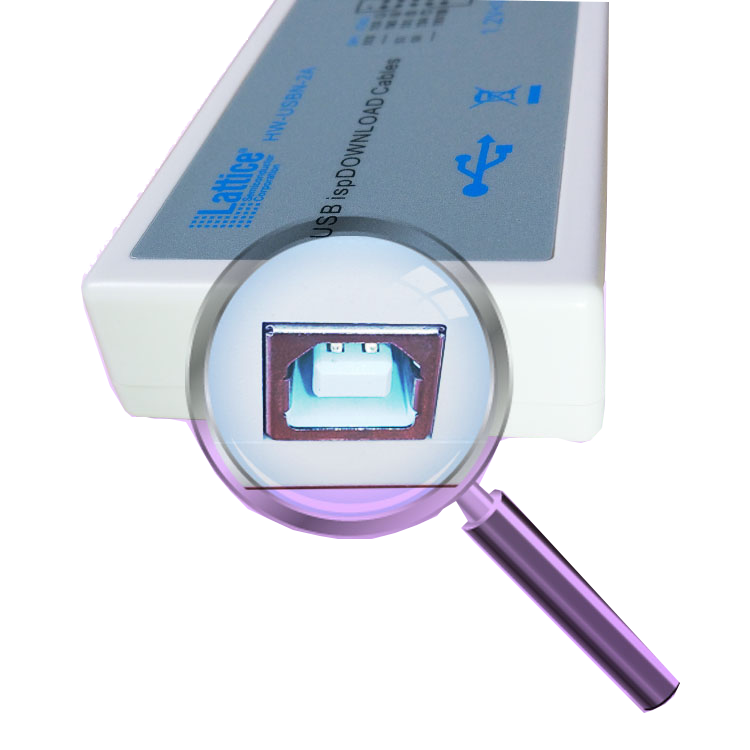 Lattice®
Semiconductor
Corporation
HW-USBN-2A
USB ispDOWNLOAD Cables